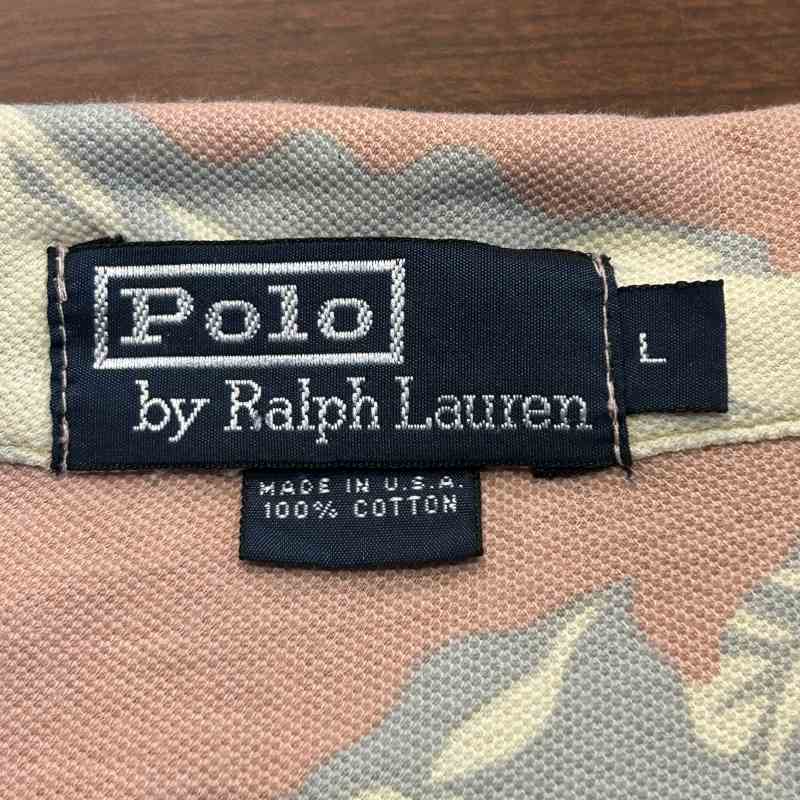 Polo
by Ralph Lauren
L
MADE IN U.S.A.
100% COTTON